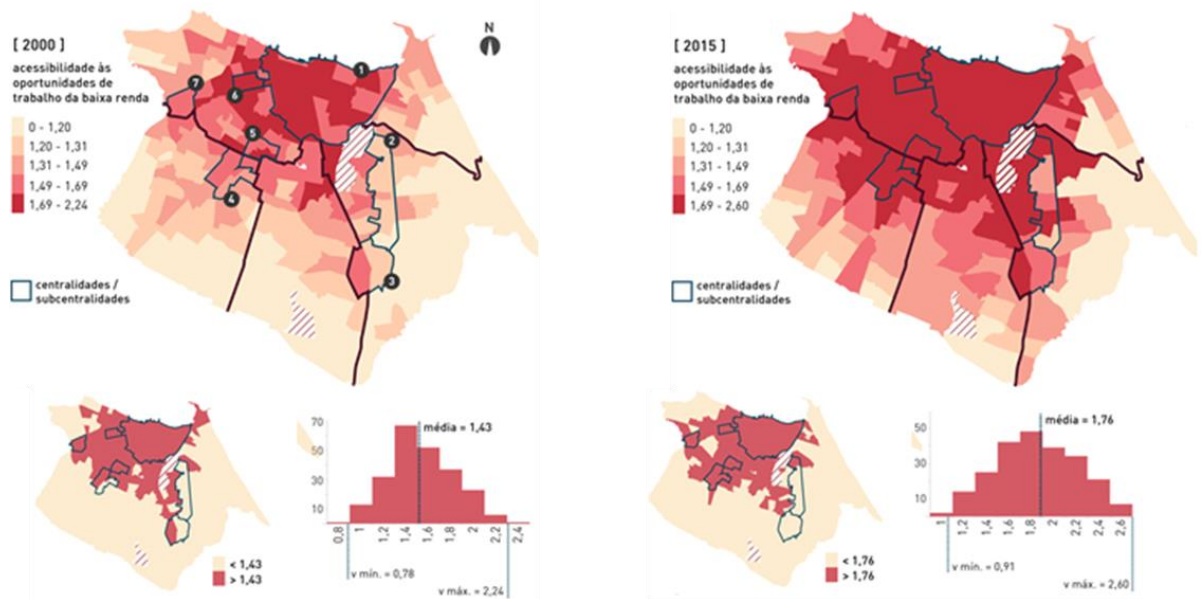 [ 2000 ]
acessibilidade às
oportunidades de
trabalho da baixa renda
0 - 1,20
1,20 - 1,31
1,31 - 1,49
1,49 - 1,69
1,69 - 2,24
centralidades /
subcentralidades
N
1
2
3
4
5
6
7
[ 2015 ]
acessibilidade às
oportunidades de
trabalho da baixa renda
0 - 1,20
1,20 - 1,31
1,31 - 1,49
1,49 - 1,69
1,69 - 2,60
centralidades /
subcentralidades
< 1,43
> 1,43
70
50
30
10
média = 1,43
0,8
1
1,2
1,4
1,6
1,8
2
2,2
2,4
v mín. = 0,78
v máx. = 2,24
< 1,76
> 1,76
50
30
10
média = 1,76
1
1,2
1,4
1,6
1,8
2
2,2
2,4
2,6
v mín. = 0,91
v máx. = 2,60